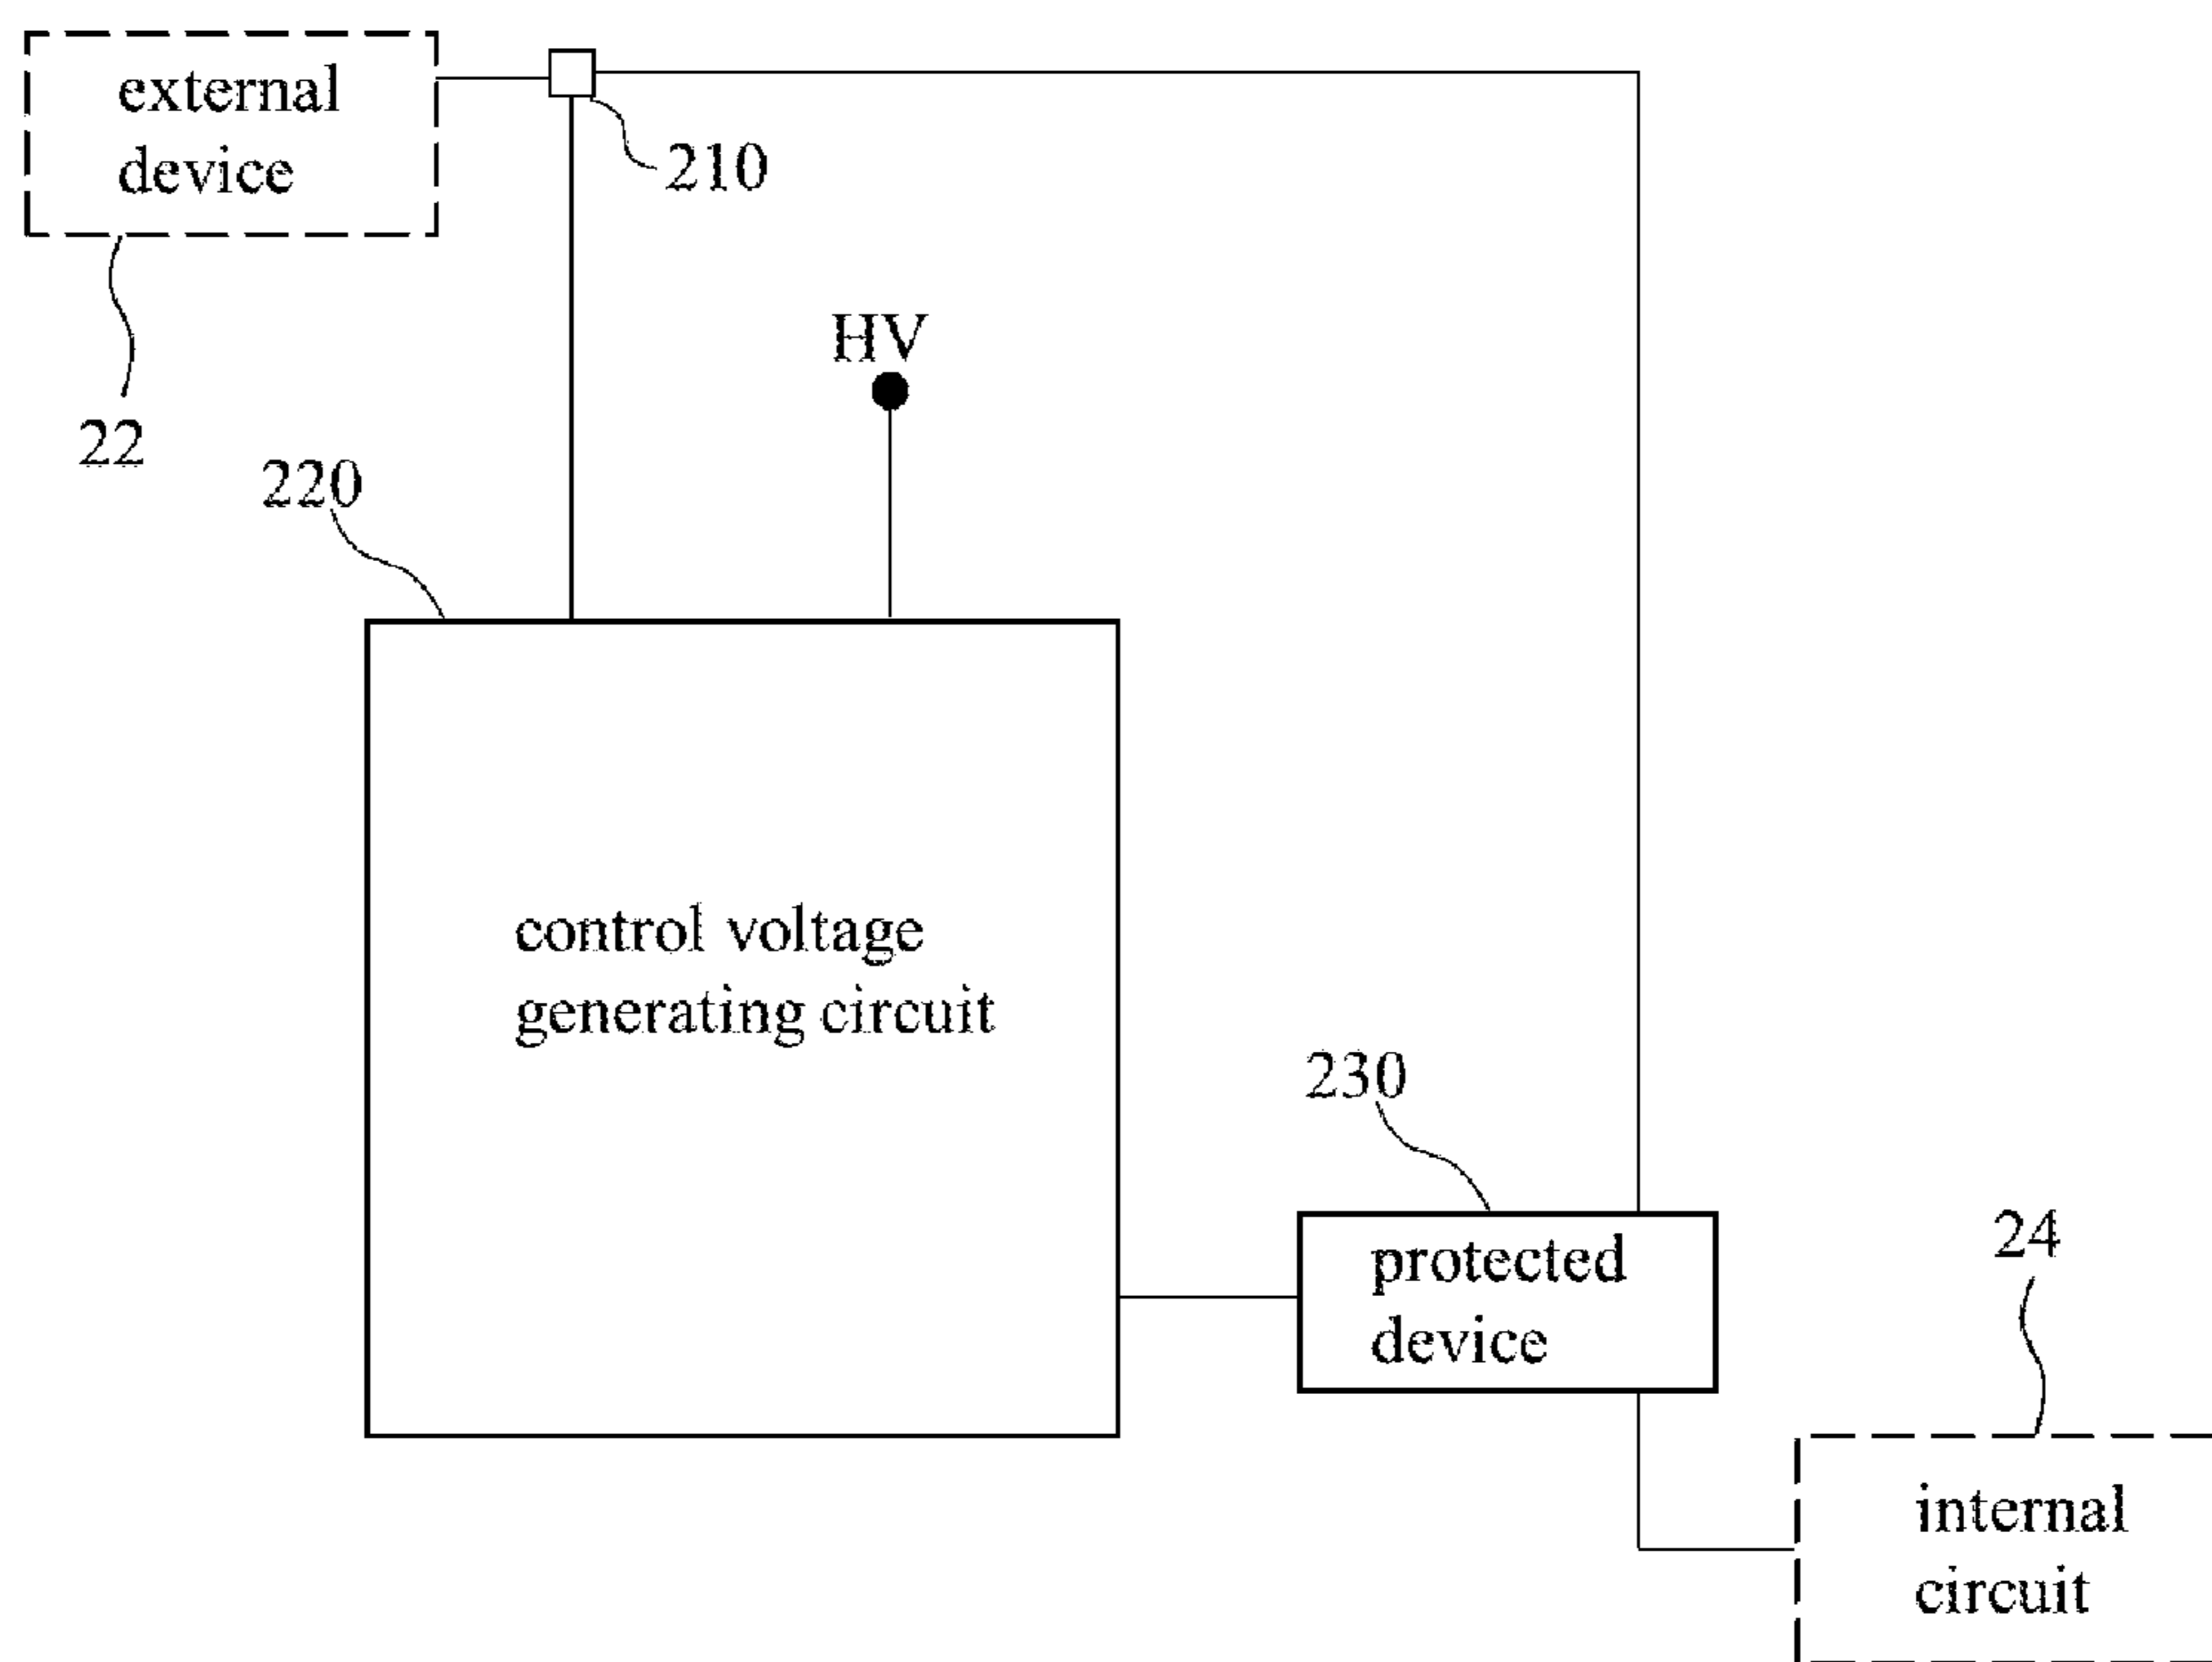 external
device
210
HV
22
220
control voltage
generating circuit
230
protected
device
24
internal
circuit